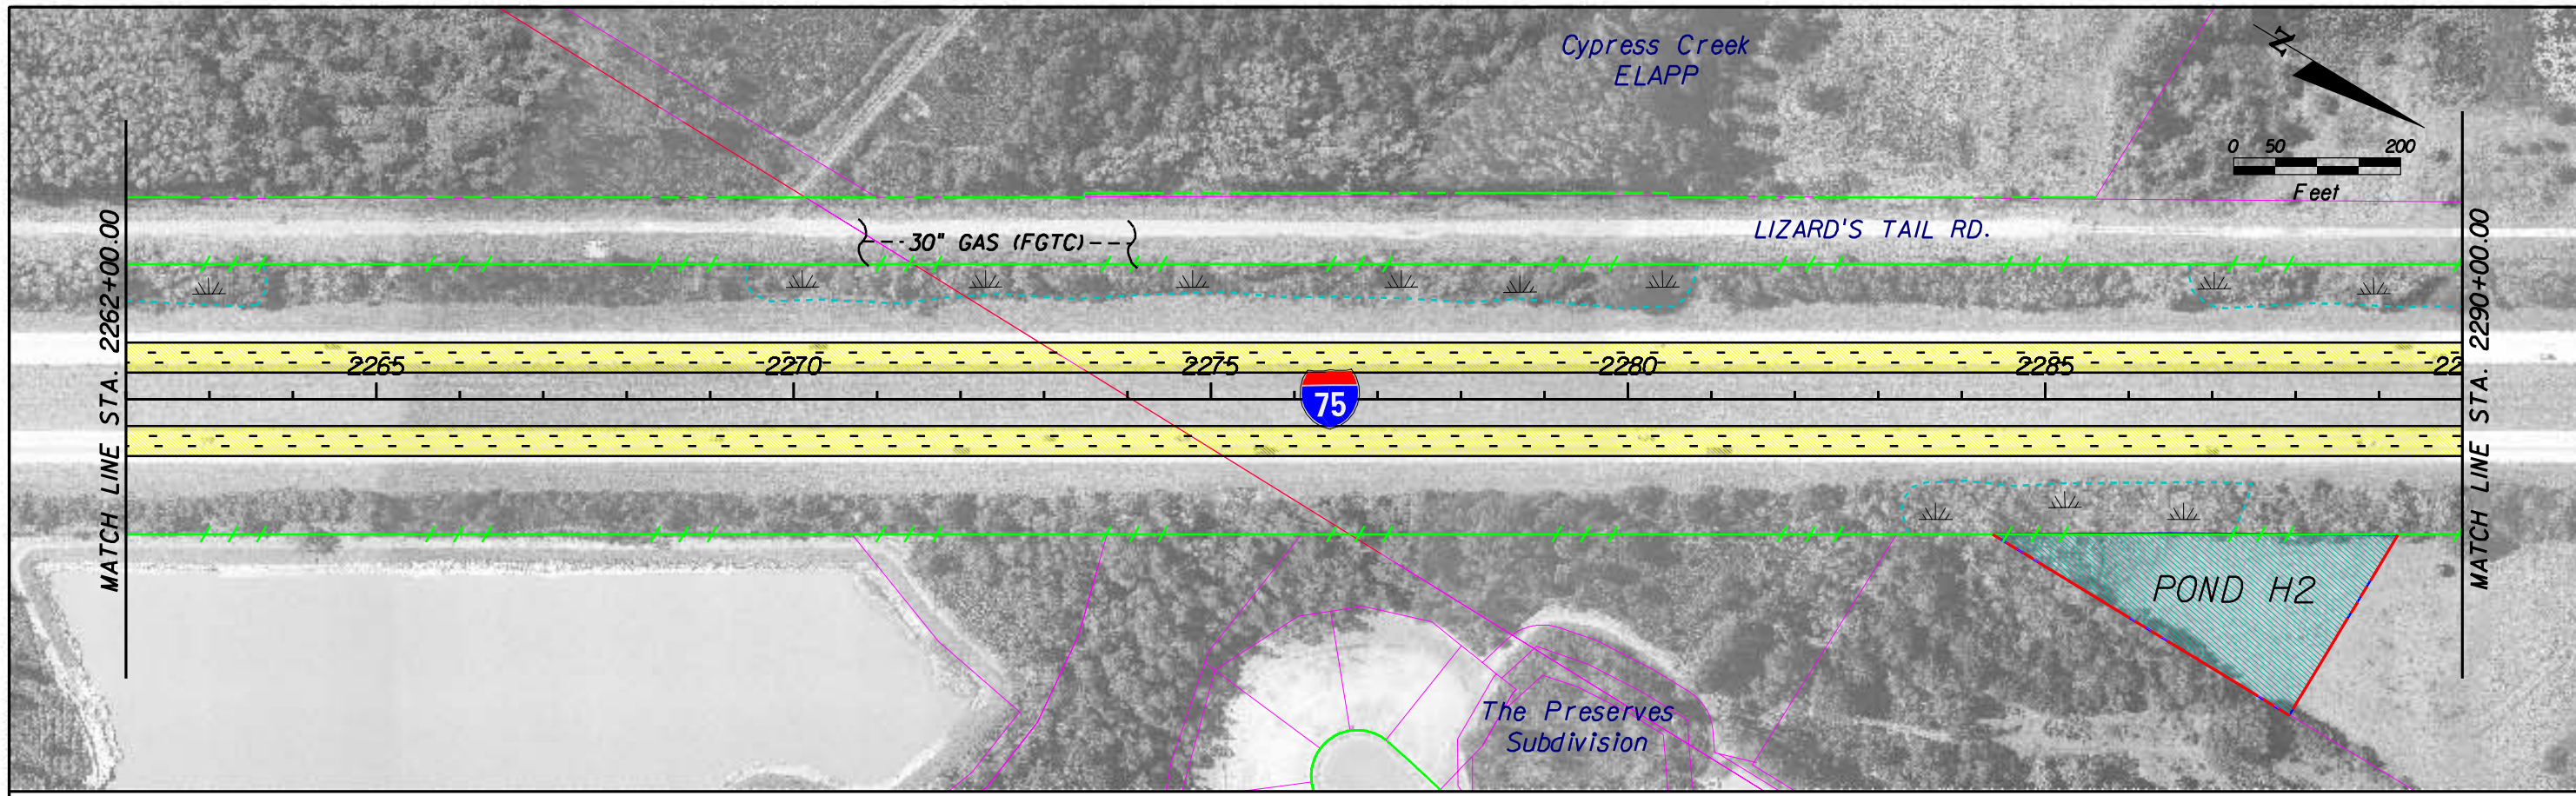 Cypress Creek
ELAPP
N
0 50 200
Feet
30" GAS (FGTC)
LIZARD'S TAIL RD.
MATCH LINE STA. 2262+00.00
2265 2270 2275 2280 2285 22
75
MATCH LINE STA. 2290+00.00
POND H2
The Preserves
Subdivision